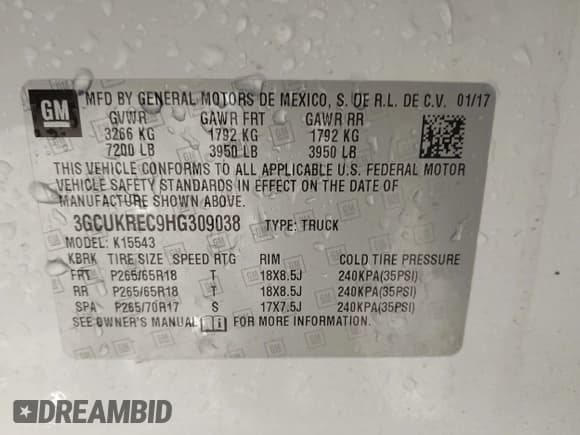 GM MFD BY GENERAL MOTORS DE MEXICO, S. DE R.L. DE C.V. 01/17
GVWR GAWR FRT GAWR RR
3266 KG 1792 KG 1792 KG
7200 LB 3950 LB 3950 LB
THIS VEHICLE CONFORMS TO ALL APPLICABLE U.S. FEDERAL MOTOR
VEHICLE SAFETY STANDARDS IN EFFECT ON THE DATE OF
MANUFACTURE SHOWN ABOVE.
3GCUKREC9HG309038 TYPE: TRUCK
MODEL: K15543
KBRK TIRE SIZE SPEED RTG RIM COLD TIRE PRESSURE
FRT P265/65R18 T 18X8.5J 240KPA(35PSI)
RR P265/65R18 T 18X8.5J 240KPA(35PSI)
SPA P265/70R17 S 17X7.5J 240KPA(35PSI)
SEE OWNER'S MANUAL FOR MORE INFORMATION.
DREAMBID